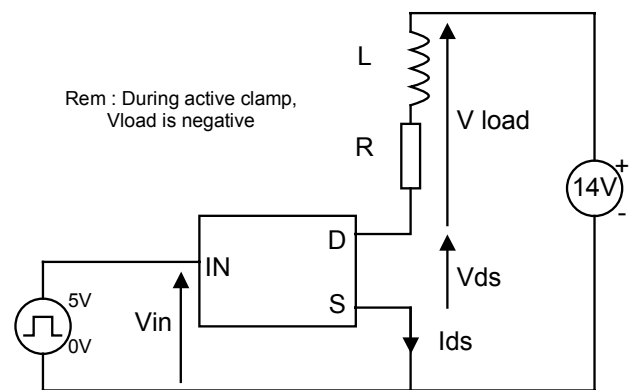 L
Rem : During active clamp,
Vload is negative
V load
R
14V
+
-
D
IN
Vds
S
5V
0V
Vin
Ids